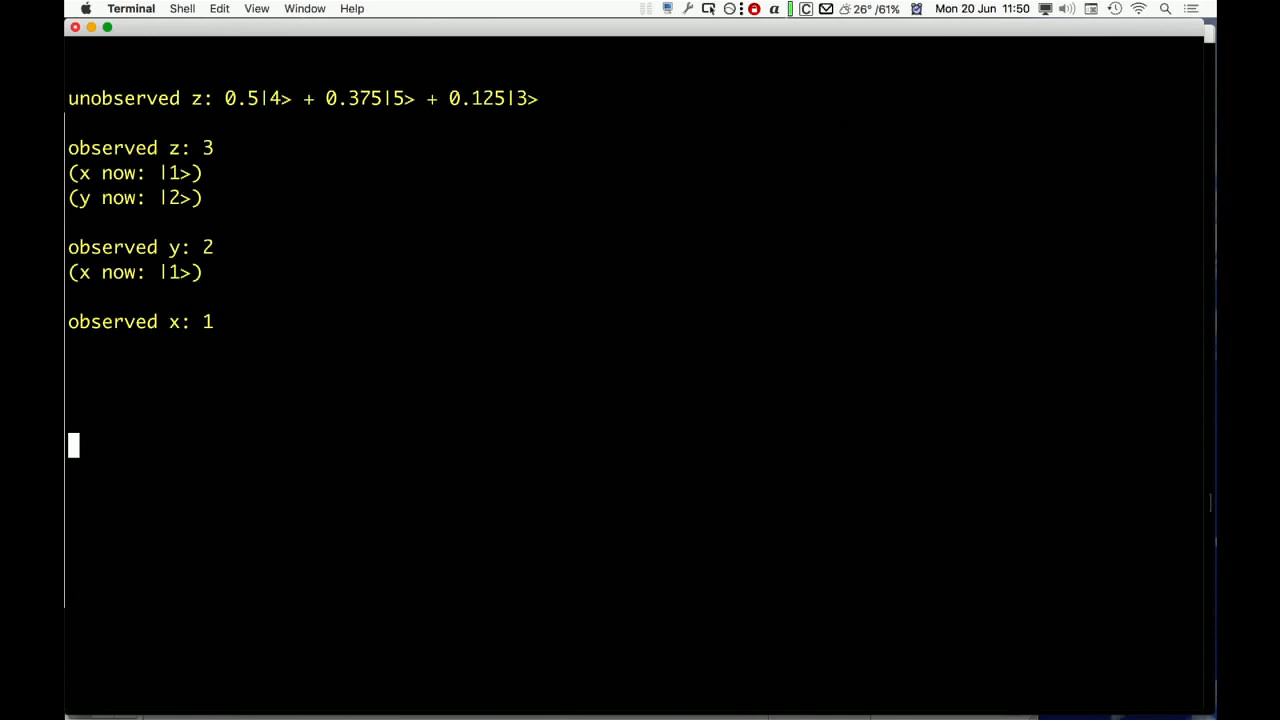 Terminal Shell Edit View Window Help 26° /61% Mon 20 Jun 11:50
unobserved z: 0.5|4> + 0.375|5> + 0.125|3>
observed z: 3
(x now: |1>)
(y now: |2>)
observed y: 2
(x now: |1>)
observed x: 1